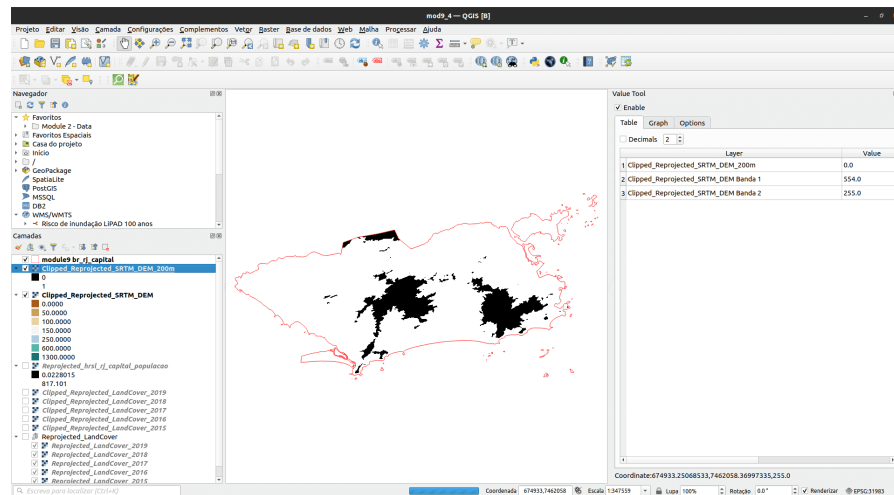 mod9_4 — QGIS [B]
Projeto Editar Visão Camada Configurações Complementos Vetor Raster Base de dados Web Malha Processar Ajuda
Navegador
Favoritos
Module 2 - Data
Favoritos Espaciais
Casa do projeto
Início
/
GeoPackage
SpatiaLite
PostGIS
MSSQL
DB2
WMS/WMTS
Risco de inundação LiPAD 100 anos
Camadas
module9 br_rj_capital
Clipped_Reprojected_SRTM_DEM_200m
0
1
Clipped_Reprojected_SRTM_DEM
0.0000
50.0000
100.0000
150.0000
250.0000
600.0000
1300.0000
Reprojected_hrsl_rj_capital_populacao
0.0228015
817.101
Clipped_Reprojected_LandCover_2019
Clipped_Reprojected_LandCover_2018
Clipped_Reprojected_LandCover_2017
Clipped_Reprojected_LandCover_2016
Clipped_Reprojected_LandCover_2015
Reprojected_LandCover
Reprojected_LandCover_2019
Reprojected_LandCover_2018
Reprojected_LandCover_2017
Reprojected_LandCover_2016
Reprojected_LandCover_2015
Value Tool
Enable
Table Graph Options
Decimals 2
Layer Value
1 Clipped_Reprojected_SRTM_DEM_200m 0.0
2 Clipped_Reprojected_SRTM_DEM Banda 1 554.0
3 Clipped_Reprojected_SRTM_DEM Banda 2 255.0
Coordinate:674933.25068533,7462058.36997335,255.0
Escreva para localizar (Ctrl+K)
Coordenada 674933,7462058 Escala 1:347559 Lupa 100% Rotação 0.0° Renderizar EPSG:31983